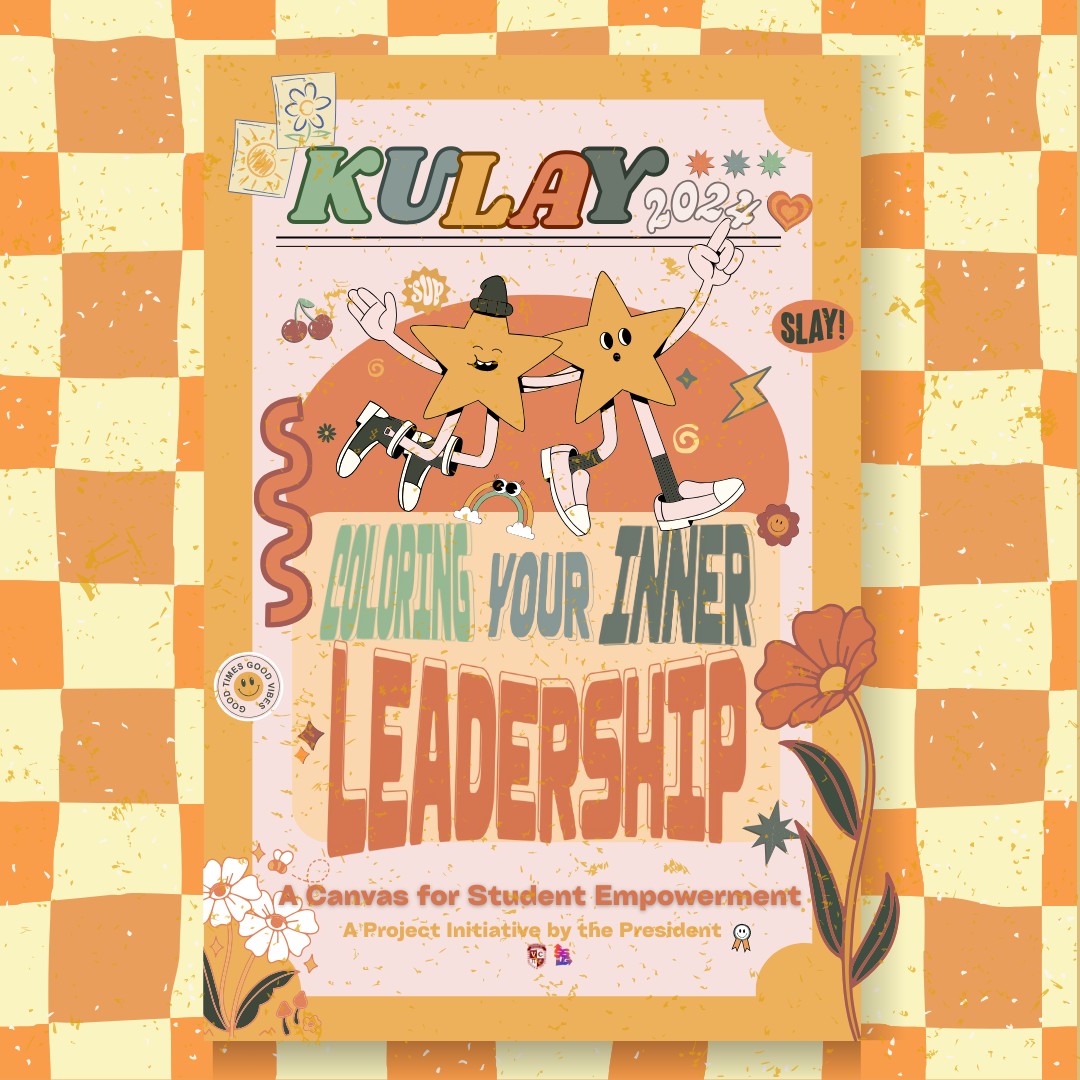 KULAY
2024
SUP
SLAY!
COLORING YOUR INNER
LEADERSHIP
GOOD TIMES GOOD VIBES
A Canvas for Student Empowerment
A Project Initiative by the President